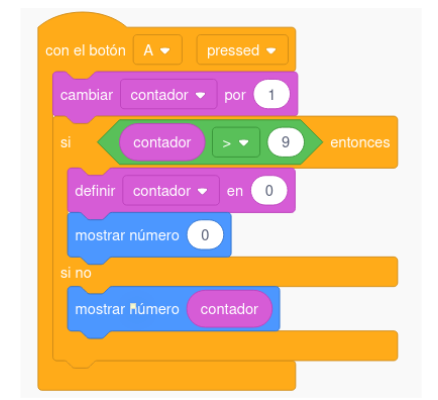 con el botón A pressed
cambiar contador por 1
si contador > 9 entonces
definir contador en 0
mostrar número 0
si no
mostrar número contador